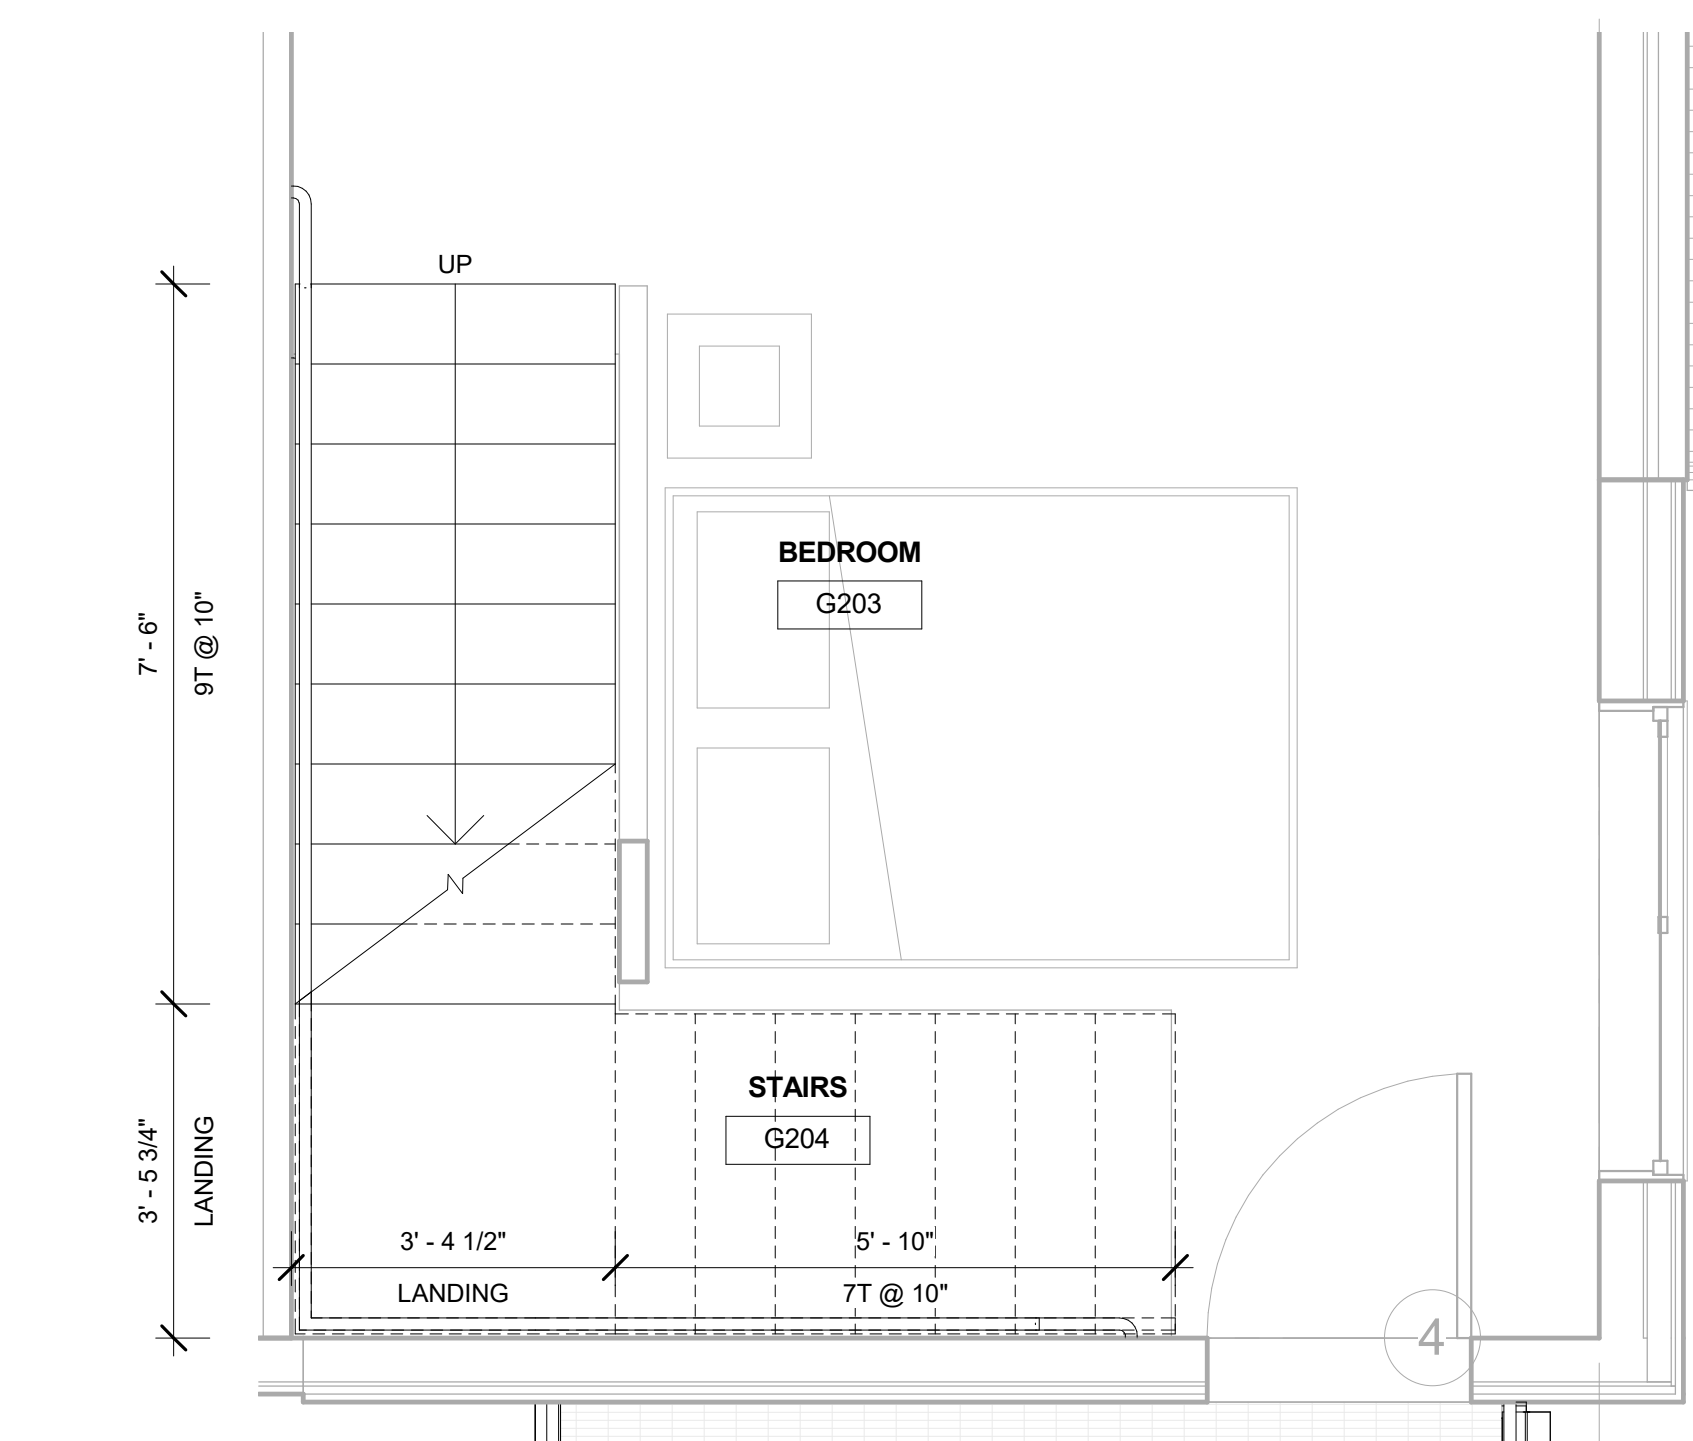 UP
BEDROOM
G203
7' - 6"
9T @ 10"
STAIRS
G204
3' - 5 3/4"
LANDING
3' - 4 1/2"
5' - 10"
LANDING
7T @ 10"
4